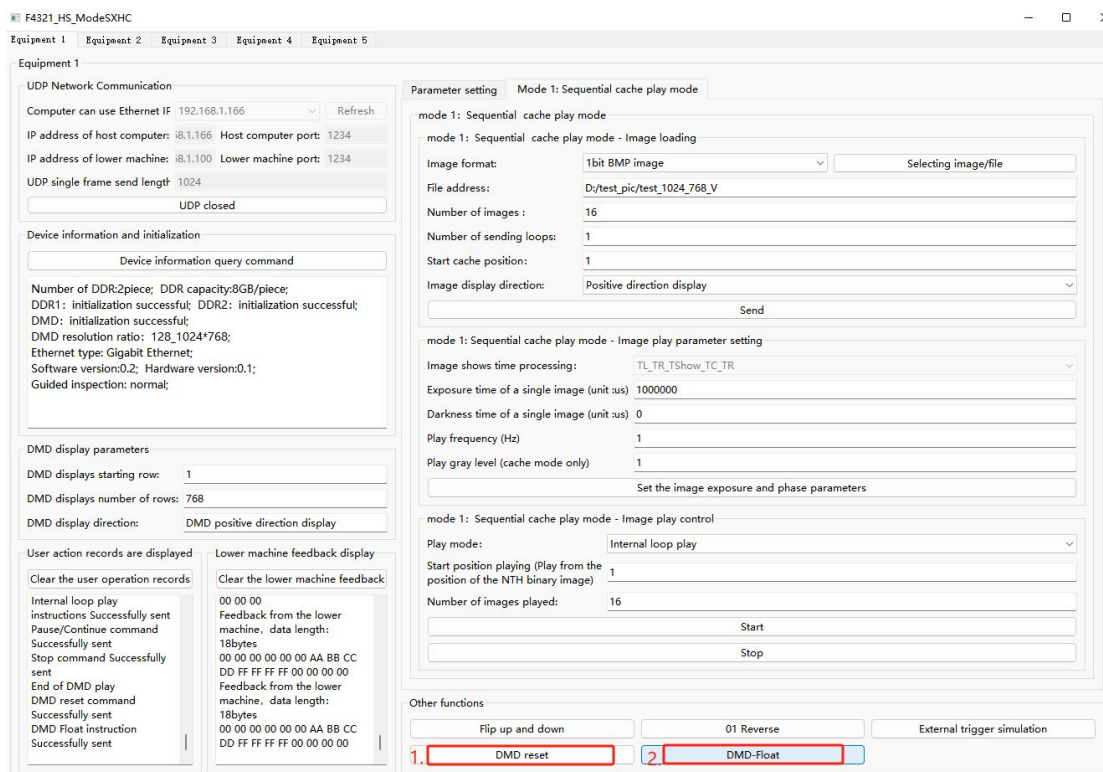 F4321_HS_ModeSXHC
Equipment 1 Equipment 2 Equipment 3 Equipment 4 Equipment 5
Equipment 1
UDP Network Communication
Computer can use Ethernet IF 192.168.1.166 Refresh
IP address of host computer: 8.1.166 Host computer port: 1234
IP address of lower machine: 8.1.100 Lower machine port: 1234
UDP single frame send length 1024
UDP closed
Device information and initialization
Device information query command
Number of DDR:2piece; DDR capacity:8GB/piece;
DDR1: initialization successful; DDR2: initialization successful;
DMD: initialization successful;
DMD resolution ratio: 128_1024*768;
Ethernet type: Gigabit Ethernet;
Software version:0.2; Hardware version:0.1;
Guided inspection: normal;
DMD display parameters
DMD displays starting row: 1
DMD displays number of rows: 768
DMD display direction: DMD positive direction display
User action records are displayed
Clear the user operation records
Internal loop play
instructions Successfully sent
Pause/Continue command
Successfully sent
Stop command Successfully
sent
End of DMD play
DMD reset command
Successfully sent
DMD Float instruction
Successfully sent
Lower machine feedback display
Clear the lower machine feedback
00 00 00
Feedback from the lower
machine, data length:
18bytes
00 00 00 00 00 00 AA BB CC
DD FF FF FF FF 00 00 00 00
Feedback from the lower
machine, data length:
18bytes
00 00 00 00 00 00 AA BB CC
DD FF FF FF FF 00 00 00 00
Parameter setting Mode 1: Sequential cache play mode
mode 1: Sequential cache play mode
mode 1: Sequential cache play mode - Image loading
Image format: 1bit BMP image Selecting image/file
File address: D:/test_pic/test_1024_768_V
Number of images : 16
Number of sending loops: 1
Start cache position: 1
Image display direction: Positive direction display
Send
mode 1: Sequential cache play mode - Image play parameter setting
Image shows time processing: TL_TR_TShow_TC_TR
Exposure time of a single image (unit :us) 1000000
Darkness time of a single image (unit :us) 0
Play frequency (Hz) 1
Play gray level (cache mode only) 1
Set the image exposure and phase parameters
mode 1: Sequential cache play mode - Image play control
Play mode: Internal loop play
Start position playing (Play from the
position of the NTH binary image) 1
Number of images played: 16
Start
Stop
Other functions
Flip up and down 01 Reverse External trigger simulation
1. DMD reset 2. DMD-Float